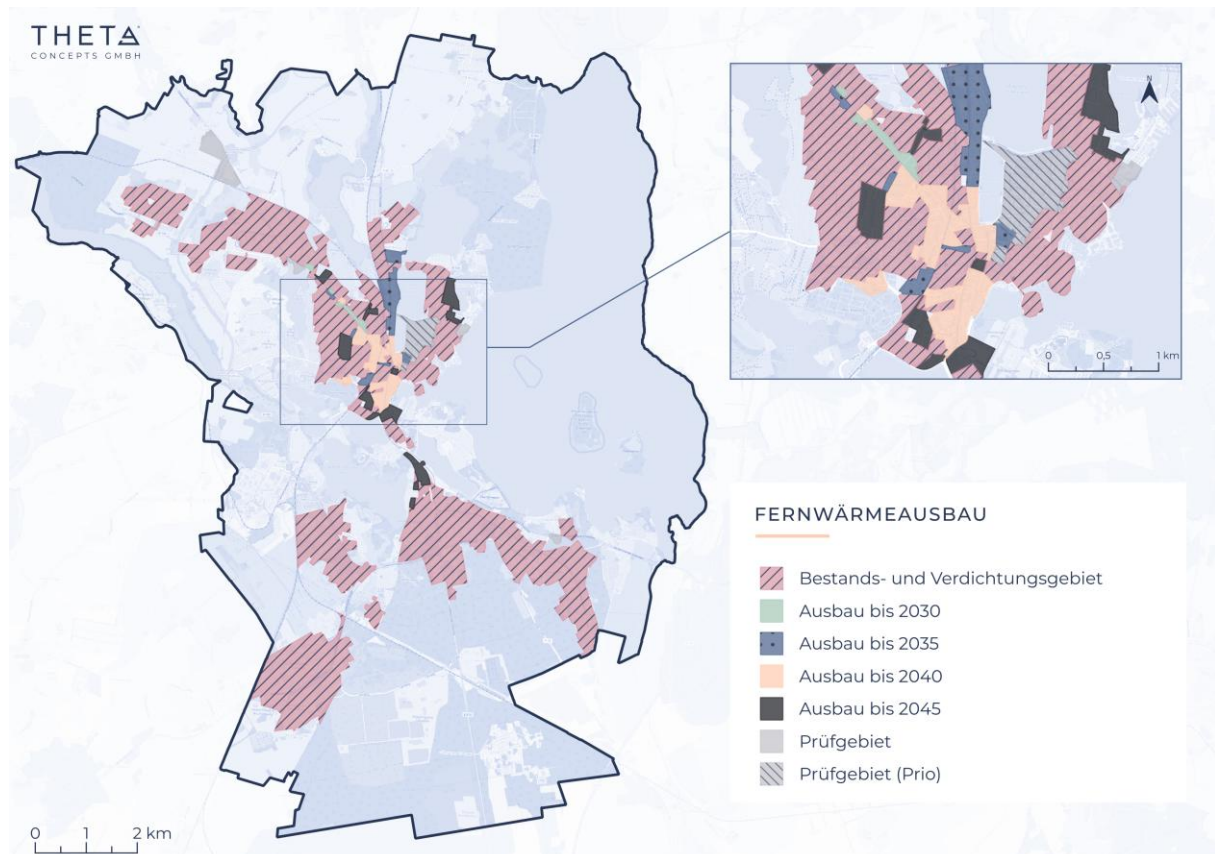 THETA
CONCEPTS GMBH
N
0 0,5 1 km
FERNWÄRMEAUSBAU
Bestands- und Verdichtungsgebiet
Ausbau bis 2030
Ausbau bis 2035
Ausbau bis 2040
Ausbau bis 2045
Prüfgebiet
Prüfgebiet (Prio)
0 1 2 km